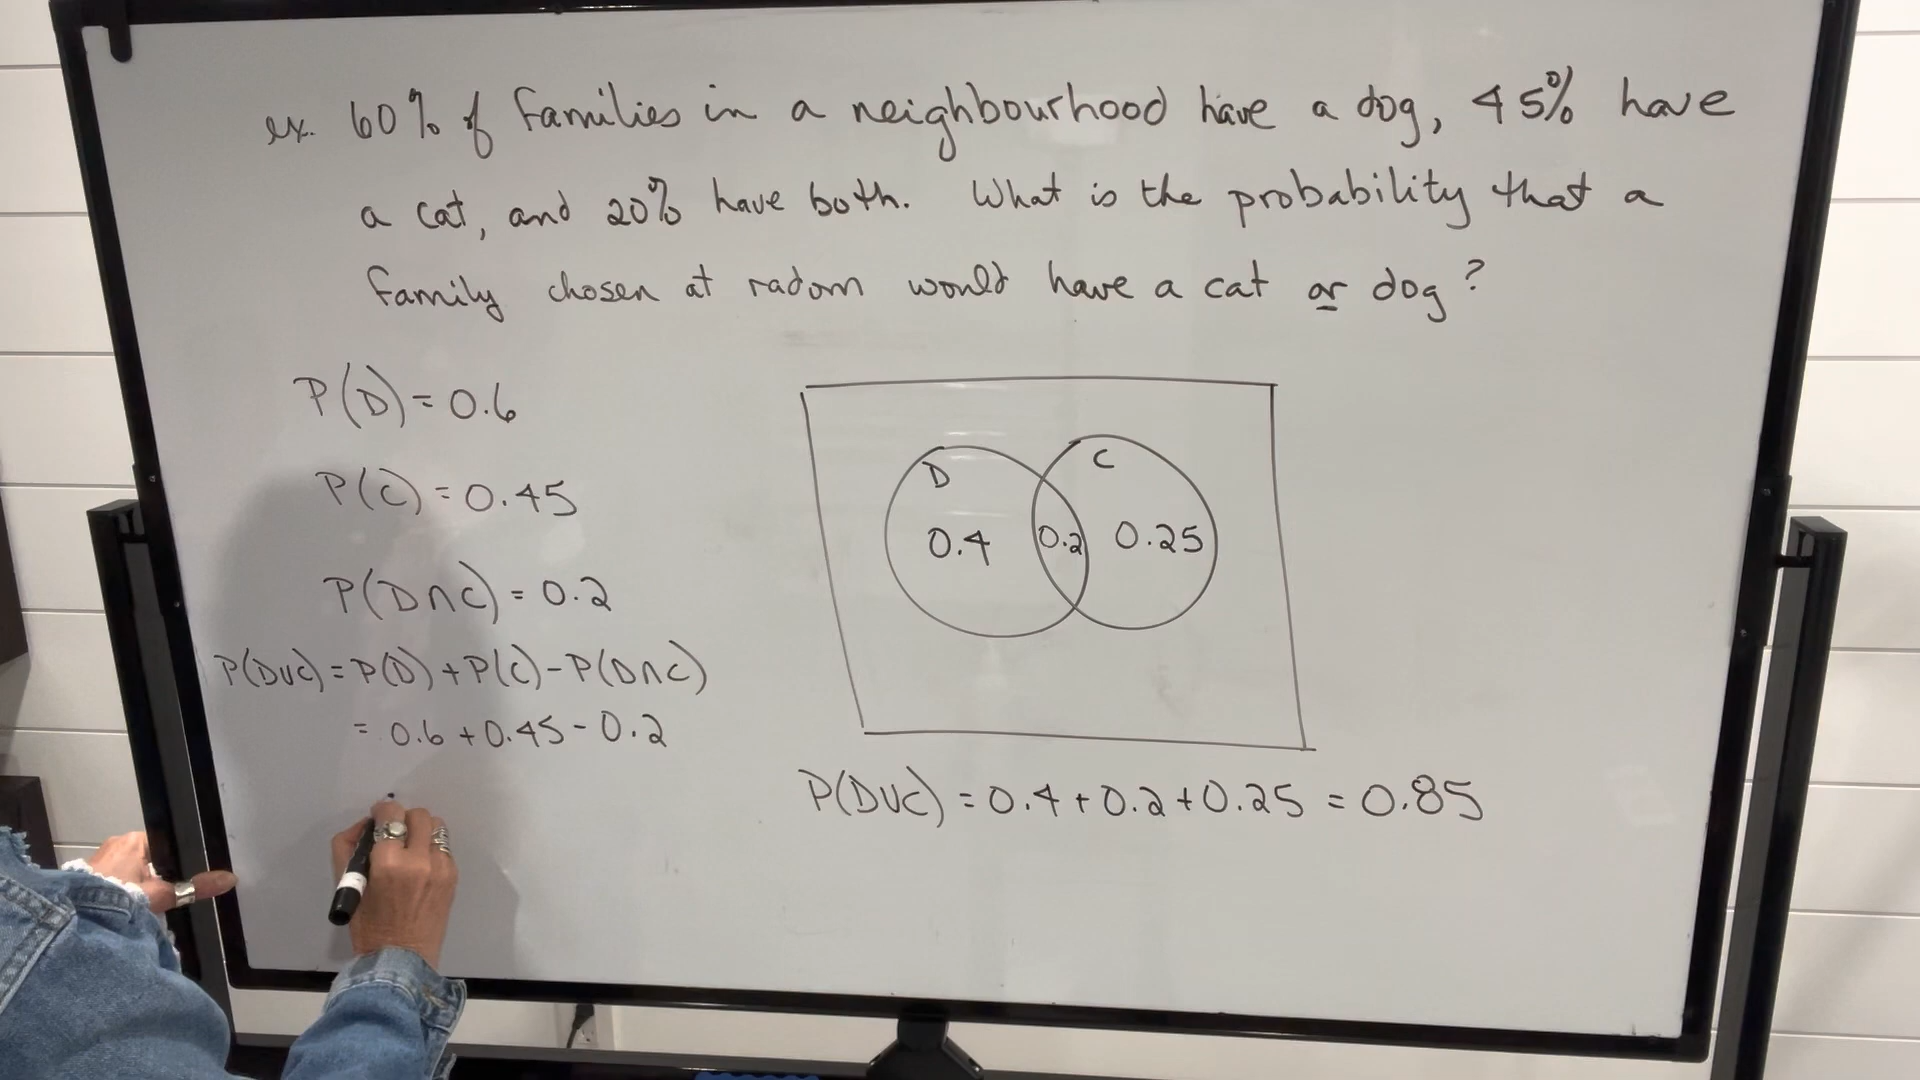 ex. 60% of families in a neighbourhood have a dog, 45% have
a cat, and 20% have both. What is the probability that a
family chosen at radom would have a cat or dog?
P(D) = 0.6
P(C) = 0.45
P(D∩C) = 0.2
P(D∪C) = P(D) + P(C) - P(D∩C)
= 0.6 + 0.45 - 0.2
D
C
0.4
0.2
0.25
P(D∪C) = 0.4 + 0.2 + 0.25 = 0.85